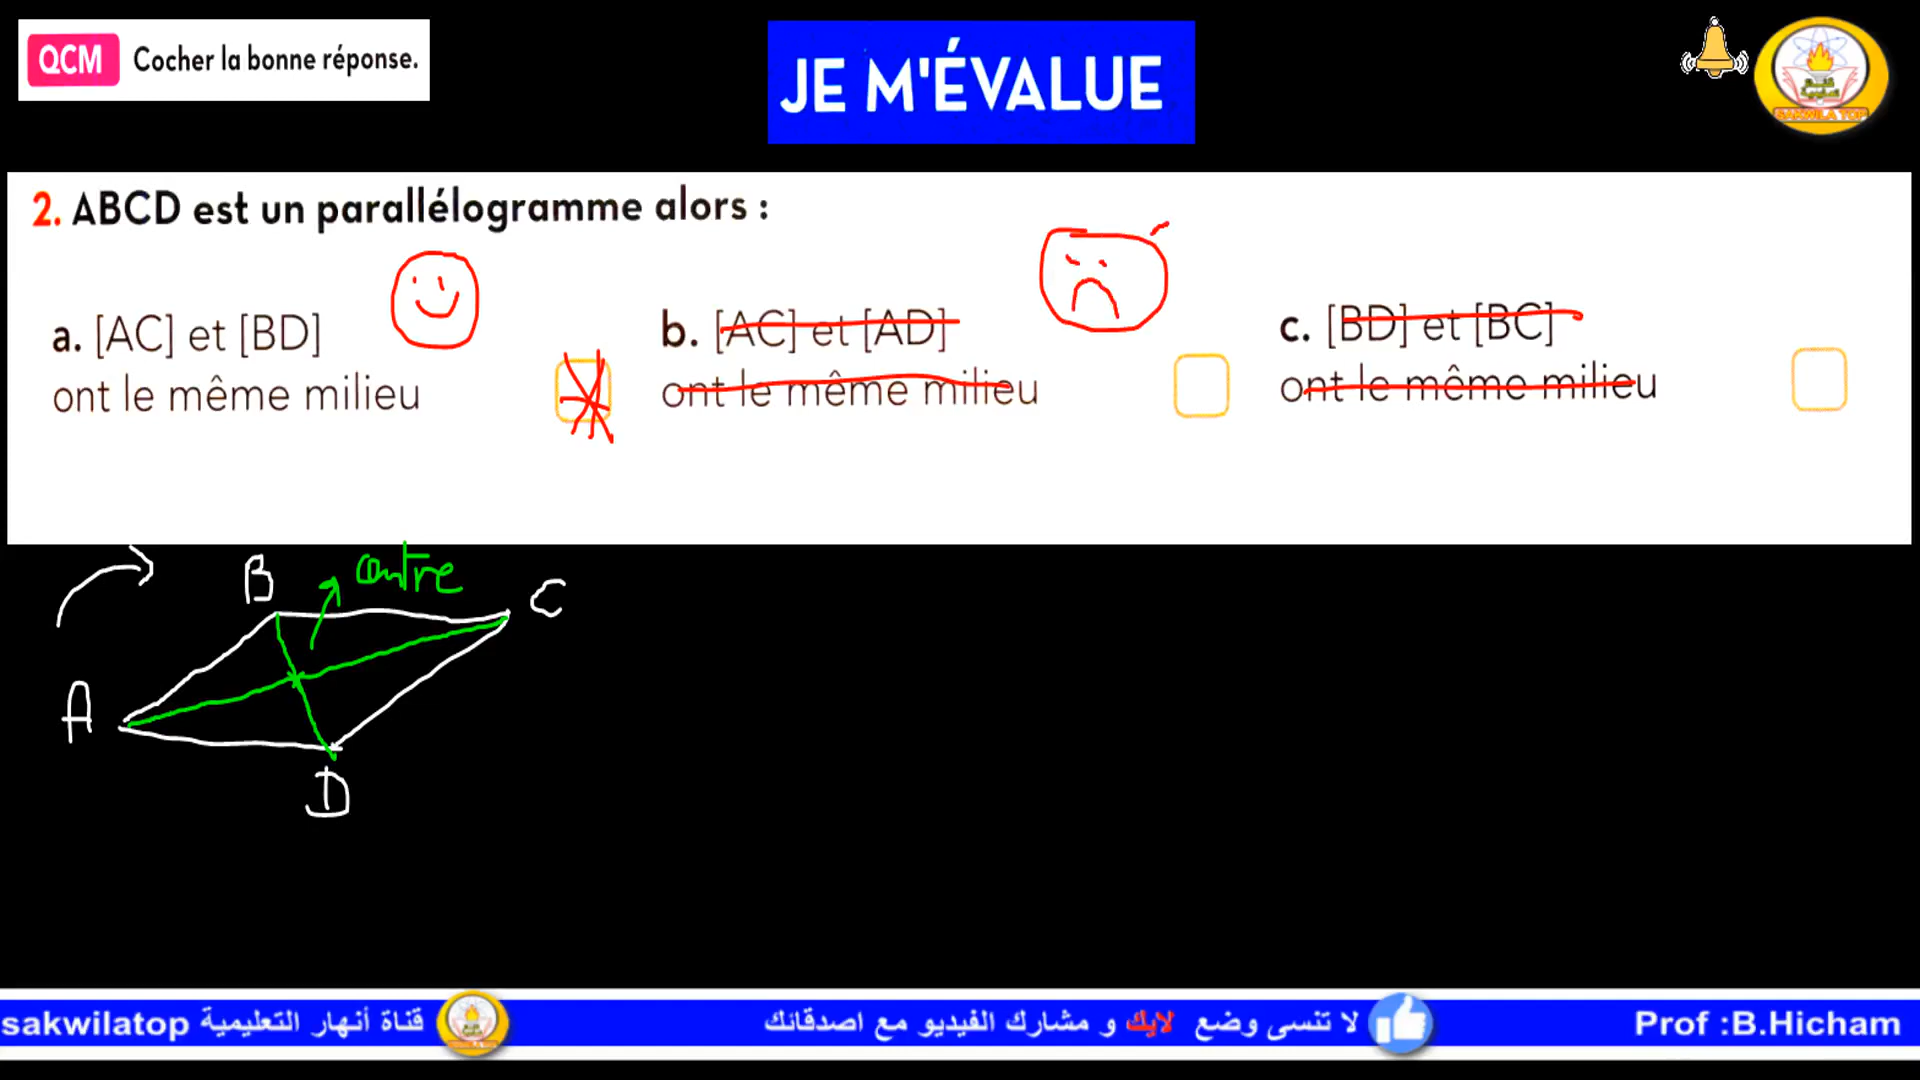 QCM Cocher la bonne réponse.
JE M'ÉVALUE
SAKWILA TOP
2. ABCD est un parallélogramme alors :
a. [AC] et [BD]
ont le même milieu
b. [AC] et [AD]
ont le même milieu
c. [BD] et [BC]
ont le même milieu
B
centre
C
A
D
sakwilatop قناة أنهار التعليمية
لا تنسى وضع لايك و مشارك الفيديو مع اصدقائك
Prof :B.Hicham